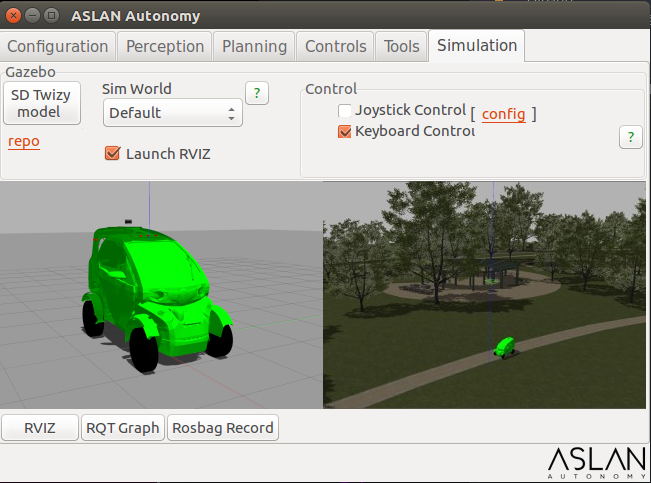 ASLAN Autonomy
Configuration Perception Planning Controls Tools Simulation
Gazebo
SD Twizy
model
Sim World
?
Default
repo
Launch RVIZ
Control
Joystick Control [ config ]
Keyboard Control
?
RVIZ RQT Graph Rosbag Record
ASLAN
AUTONOMY